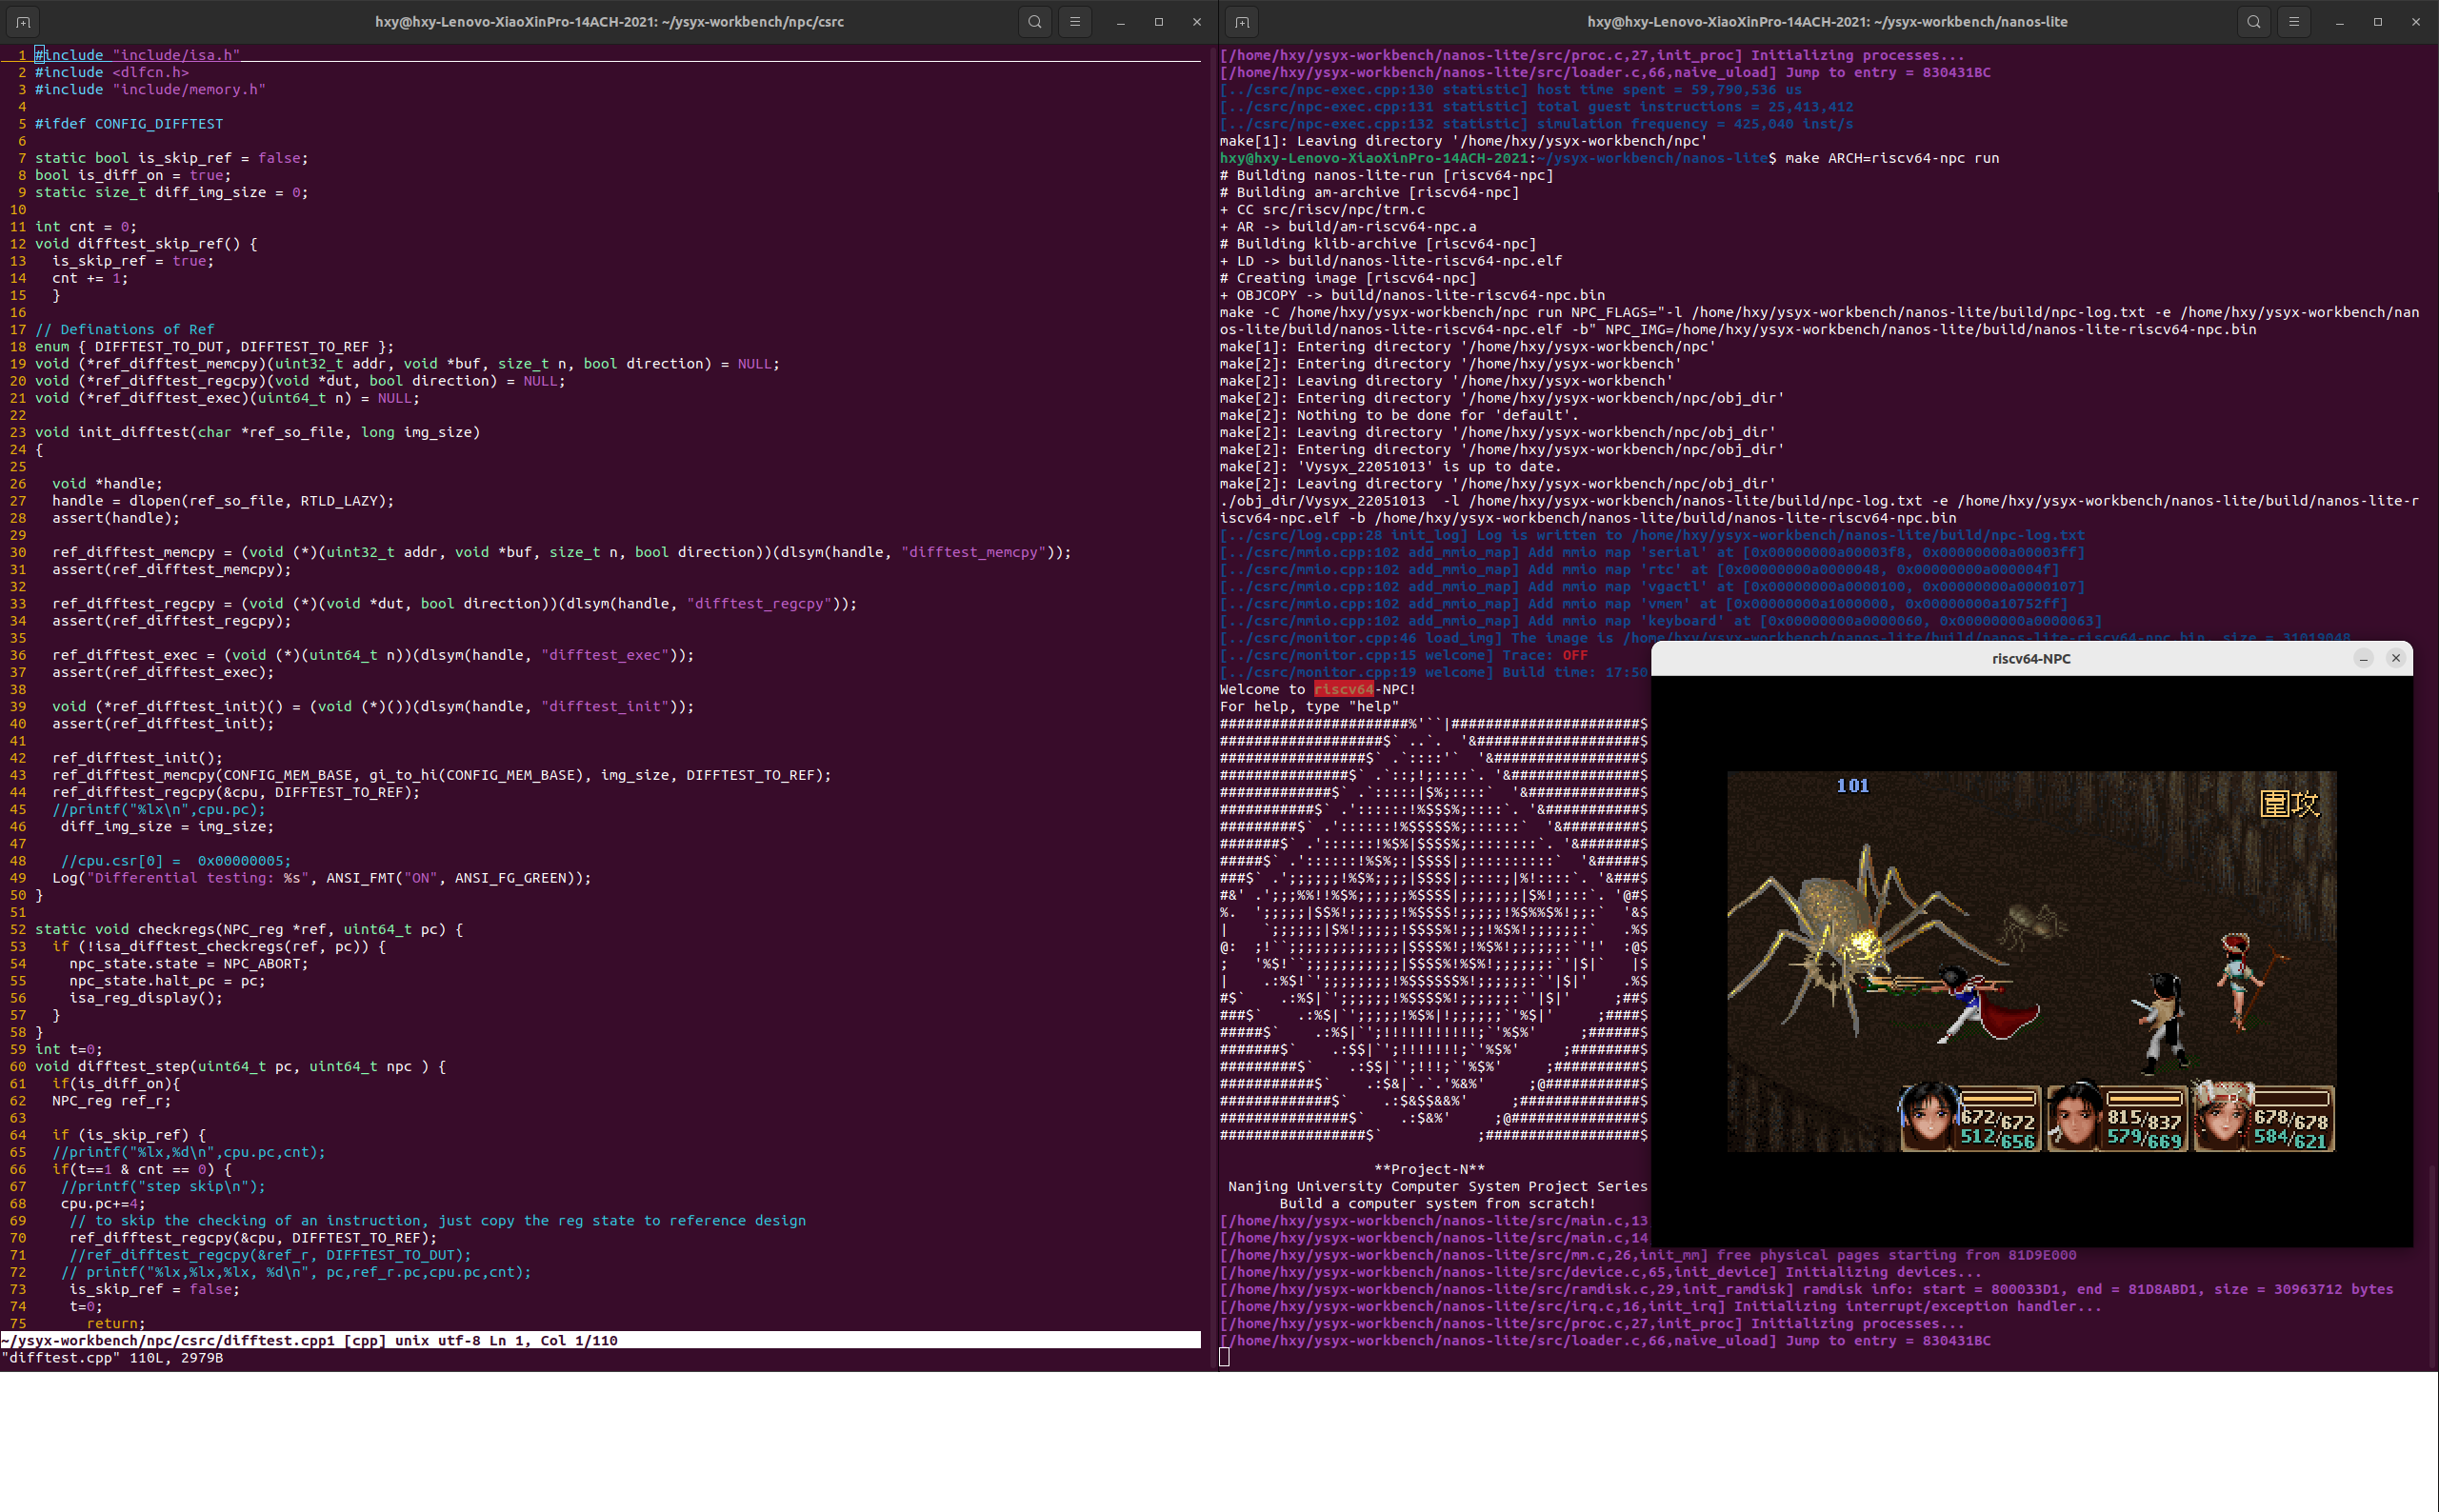 hxy@hxy-Lenovo-XiaoXinPro-14ACH-2021: ~/ysyx-workbench/npc/csrc
1 #include "include/isa.h"
2 #include <dlfcn.h>
3 #include "include/memory.h"
4
5 #ifdef CONFIG_DIFFTEST
6
7 static bool is_skip_ref = false;
8 bool is_diff_on = true;
9 static size_t diff_img_size = 0;
10
11 int cnt = 0;
12 void difftest_skip_ref() {
13   is_skip_ref = true;
14   cnt += 1;
15   }
16
17 // Definations of Ref
18 enum { DIFFTEST_TO_DUT, DIFFTEST_TO_REF };
19 void (*ref_difftest_memcpy)(uint32_t addr, void *buf, size_t n, bool direction) = NULL;
20 void (*ref_difftest_regcpy)(void *dut, bool direction) = NULL;
21 void (*ref_difftest_exec)(uint64_t n) = NULL;
22
23 void init_difftest(char *ref_so_file, long img_size)
24 {
25
26   void *handle;
27   handle = dlopen(ref_so_file, RTLD_LAZY);
28   assert(handle);
29
30   ref_difftest_memcpy = (void (*)(uint32_t addr, void *buf, size_t n, bool direction))(dlsym(handle, "difftest_memcpy"));
31   assert(ref_difftest_memcpy);
32
33   ref_difftest_regcpy = (void (*)(void *dut, bool direction))(dlsym(handle, "difftest_regcpy"));
34   assert(ref_difftest_regcpy);
35
36   ref_difftest_exec = (void (*)(uint64_t n))(dlsym(handle, "difftest_exec"));
37   assert(ref_difftest_exec);
38
39   void (*ref_difftest_init)() = (void (*)())(dlsym(handle, "difftest_init"));
40   assert(ref_difftest_init);
41
42   ref_difftest_init();
43   ref_difftest_memcpy(CONFIG_MEM_BASE, gi_to_hi(CONFIG_MEM_BASE), img_size, DIFFTEST_TO_REF);
44   ref_difftest_regcpy(&cpu, DIFFTEST_TO_REF);
45   //printf("%lx\n",cpu.pc);
46    diff_img_size = img_size;
47
48    //cpu.csr[0] =  0x00000005;
49   Log("Differential testing: %s", ANSI_FMT("ON", ANSI_FG_GREEN));
50 }
51
52 static void checkregs(NPC_reg *ref, uint64_t pc) {
53   if (!isa_difftest_checkregs(ref, pc)) {
54     npc_state.state = NPC_ABORT;
55     npc_state.halt_pc = pc;
56     isa_reg_display();
57   }
58 }
59 int t=0;
60 void difftest_step(uint64_t pc, uint64_t npc ) {
61   if(is_diff_on){
62   NPC_reg ref_r;
63
64   if (is_skip_ref) {
65   //printf("%lx,%d\n",cpu.pc,cnt);
66   if(t==1 & cnt == 0) {
67    //printf("step skip\n");
68    cpu.pc+=4;
69     // to skip the checking of an instruction, just copy the reg state to reference design
70     ref_difftest_regcpy(&cpu, DIFFTEST_TO_REF);
71     //ref_difftest_regcpy(&ref_r, DIFFTEST_TO_DUT);
72    // printf("%lx,%lx,%lx, %d\n", pc,ref_r.pc,cpu.pc,cnt);
73     is_skip_ref = false;
74     t=0;
75       return;
~/ysyx-workbench/npc/csrc/difftest.cpp1 [cpp] unix utf-8 Ln 1, Col 1/110
"difftest.cpp" 110L, 2979B
hxy@hxy-Lenovo-XiaoXinPro-14ACH-2021: ~/ysyx-workbench/nanos-lite
[/home/hxy/ysyx-workbench/nanos-lite/src/proc.c,27,init_proc] Initializing processes...
[/home/hxy/ysyx-workbench/nanos-lite/src/loader.c,66,naive_uload] Jump to entry = 830431BC
[../csrc/npc-exec.cpp:130 statistic] host time spent = 59,790,536 us
[../csrc/npc-exec.cpp:131 statistic] total guest instructions = 25,413,412
[../csrc/npc-exec.cpp:132 statistic] simulation frequency = 425,040 inst/s
make[1]: Leaving directory '/home/hxy/ysyx-workbench/npc'
hxy@hxy-Lenovo-XiaoXinPro-14ACH-2021:~/ysyx-workbench/nanos-lite$ make ARCH=riscv64-npc run
# Building nanos-lite-run [riscv64-npc]
# Building am-archive [riscv64-npc]
+ CC src/riscv/npc/trm.c
+ AR -> build/am-riscv64-npc.a
# Building klib-archive [riscv64-npc]
+ LD -> build/nanos-lite-riscv64-npc.elf
# Creating image [riscv64-npc]
+ OBJCOPY -> build/nanos-lite-riscv64-npc.bin
make -C /home/hxy/ysyx-workbench/npc run NPC_FLAGS="-l /home/hxy/ysyx-workbench/nanos-lite/build/npc-log.txt -e /home/hxy/ysyx-workbench/nan
os-lite/build/nanos-lite-riscv64-npc.elf -b" NPC_IMG=/home/hxy/ysyx-workbench/nanos-lite/build/nanos-lite-riscv64-npc.bin
make[1]: Entering directory '/home/hxy/ysyx-workbench/npc'
make[2]: Entering directory '/home/hxy/ysyx-workbench'
make[2]: Leaving directory '/home/hxy/ysyx-workbench'
make[2]: Entering directory '/home/hxy/ysyx-workbench/npc/obj_dir'
make[2]: Nothing to be done for 'default'.
make[2]: Leaving directory '/home/hxy/ysyx-workbench/npc/obj_dir'
make[2]: Entering directory '/home/hxy/ysyx-workbench/npc/obj_dir'
make[2]: 'Vysyx_22051013' is up to date.
make[2]: Leaving directory '/home/hxy/ysyx-workbench/npc/obj_dir'
./obj_dir/Vysyx_22051013  -l /home/hxy/ysyx-workbench/nanos-lite/build/npc-log.txt -e /home/hxy/ysyx-workbench/nanos-lite/build/nanos-lite-r
iscv64-npc.elf -b /home/hxy/ysyx-workbench/nanos-lite/build/nanos-lite-riscv64-npc.bin
[../csrc/log.cpp:28 init_log] Log is written to /home/hxy/ysyx-workbench/nanos-lite/build/npc-log.txt
[../csrc/mmio.cpp:102 add_mmio_map] Add mmio map 'serial' at [0x00000000a00003f8, 0x00000000a00003ff]
[../csrc/mmio.cpp:102 add_mmio_map] Add mmio map 'rtc' at [0x00000000a0000048, 0x00000000a000004f]
[../csrc/mmio.cpp:102 add_mmio_map] Add mmio map 'vgactl' at [0x00000000a0000100, 0x00000000a0000107]
[../csrc/mmio.cpp:102 add_mmio_map] Add mmio map 'vmem' at [0x00000000a1000000, 0x00000000a10752ff]
[../csrc/mmio.cpp:102 add_mmio_map] Add mmio map 'keyboard' at [0x00000000a0000060, 0x00000000a0000063]
[../csrc/monitor.cpp:46 load_img] The image is /home/hxy/ysyx-workbench/nanos-lite/build/nanos-lite-riscv64-npc.bin, size = 31019048
[../csrc/monitor.cpp:15 welcome] Trace: OFF
[../csrc/monitor.cpp:19 welcome] Build time: 17:50
Welcome to riscv64-NPC!
For help, type "help"
**Project-N**
Nanjing University Computer System Project Series
Build a computer system from scratch!
[/home/hxy/ysyx-workbench/nanos-lite/src/main.c,13
[/home/hxy/ysyx-workbench/nanos-lite/src/main.c,14
[/home/hxy/ysyx-workbench/nanos-lite/src/mm.c,26,init_mm] free physical pages starting from 81D9E000
[/home/hxy/ysyx-workbench/nanos-lite/src/device.c,65,init_device] Initializing devices...
[/home/hxy/ysyx-workbench/nanos-lite/src/ramdisk.c,29,init_ramdisk] ramdisk info: start = 800033D1, end = 81D8ABD1, size = 30963712 bytes
[/home/hxy/ysyx-workbench/nanos-lite/src/irq.c,16,init_irq] Initializing interrupt/exception handler...
[/home/hxy/ysyx-workbench/nanos-lite/src/proc.c,27,init_proc] Initializing processes...
[/home/hxy/ysyx-workbench/nanos-lite/src/loader.c,66,naive_uload] Jump to entry = 830431BC
riscv64-NPC
101
圍攻
672/672
512/656
815/837
579/669
678/678
584/621